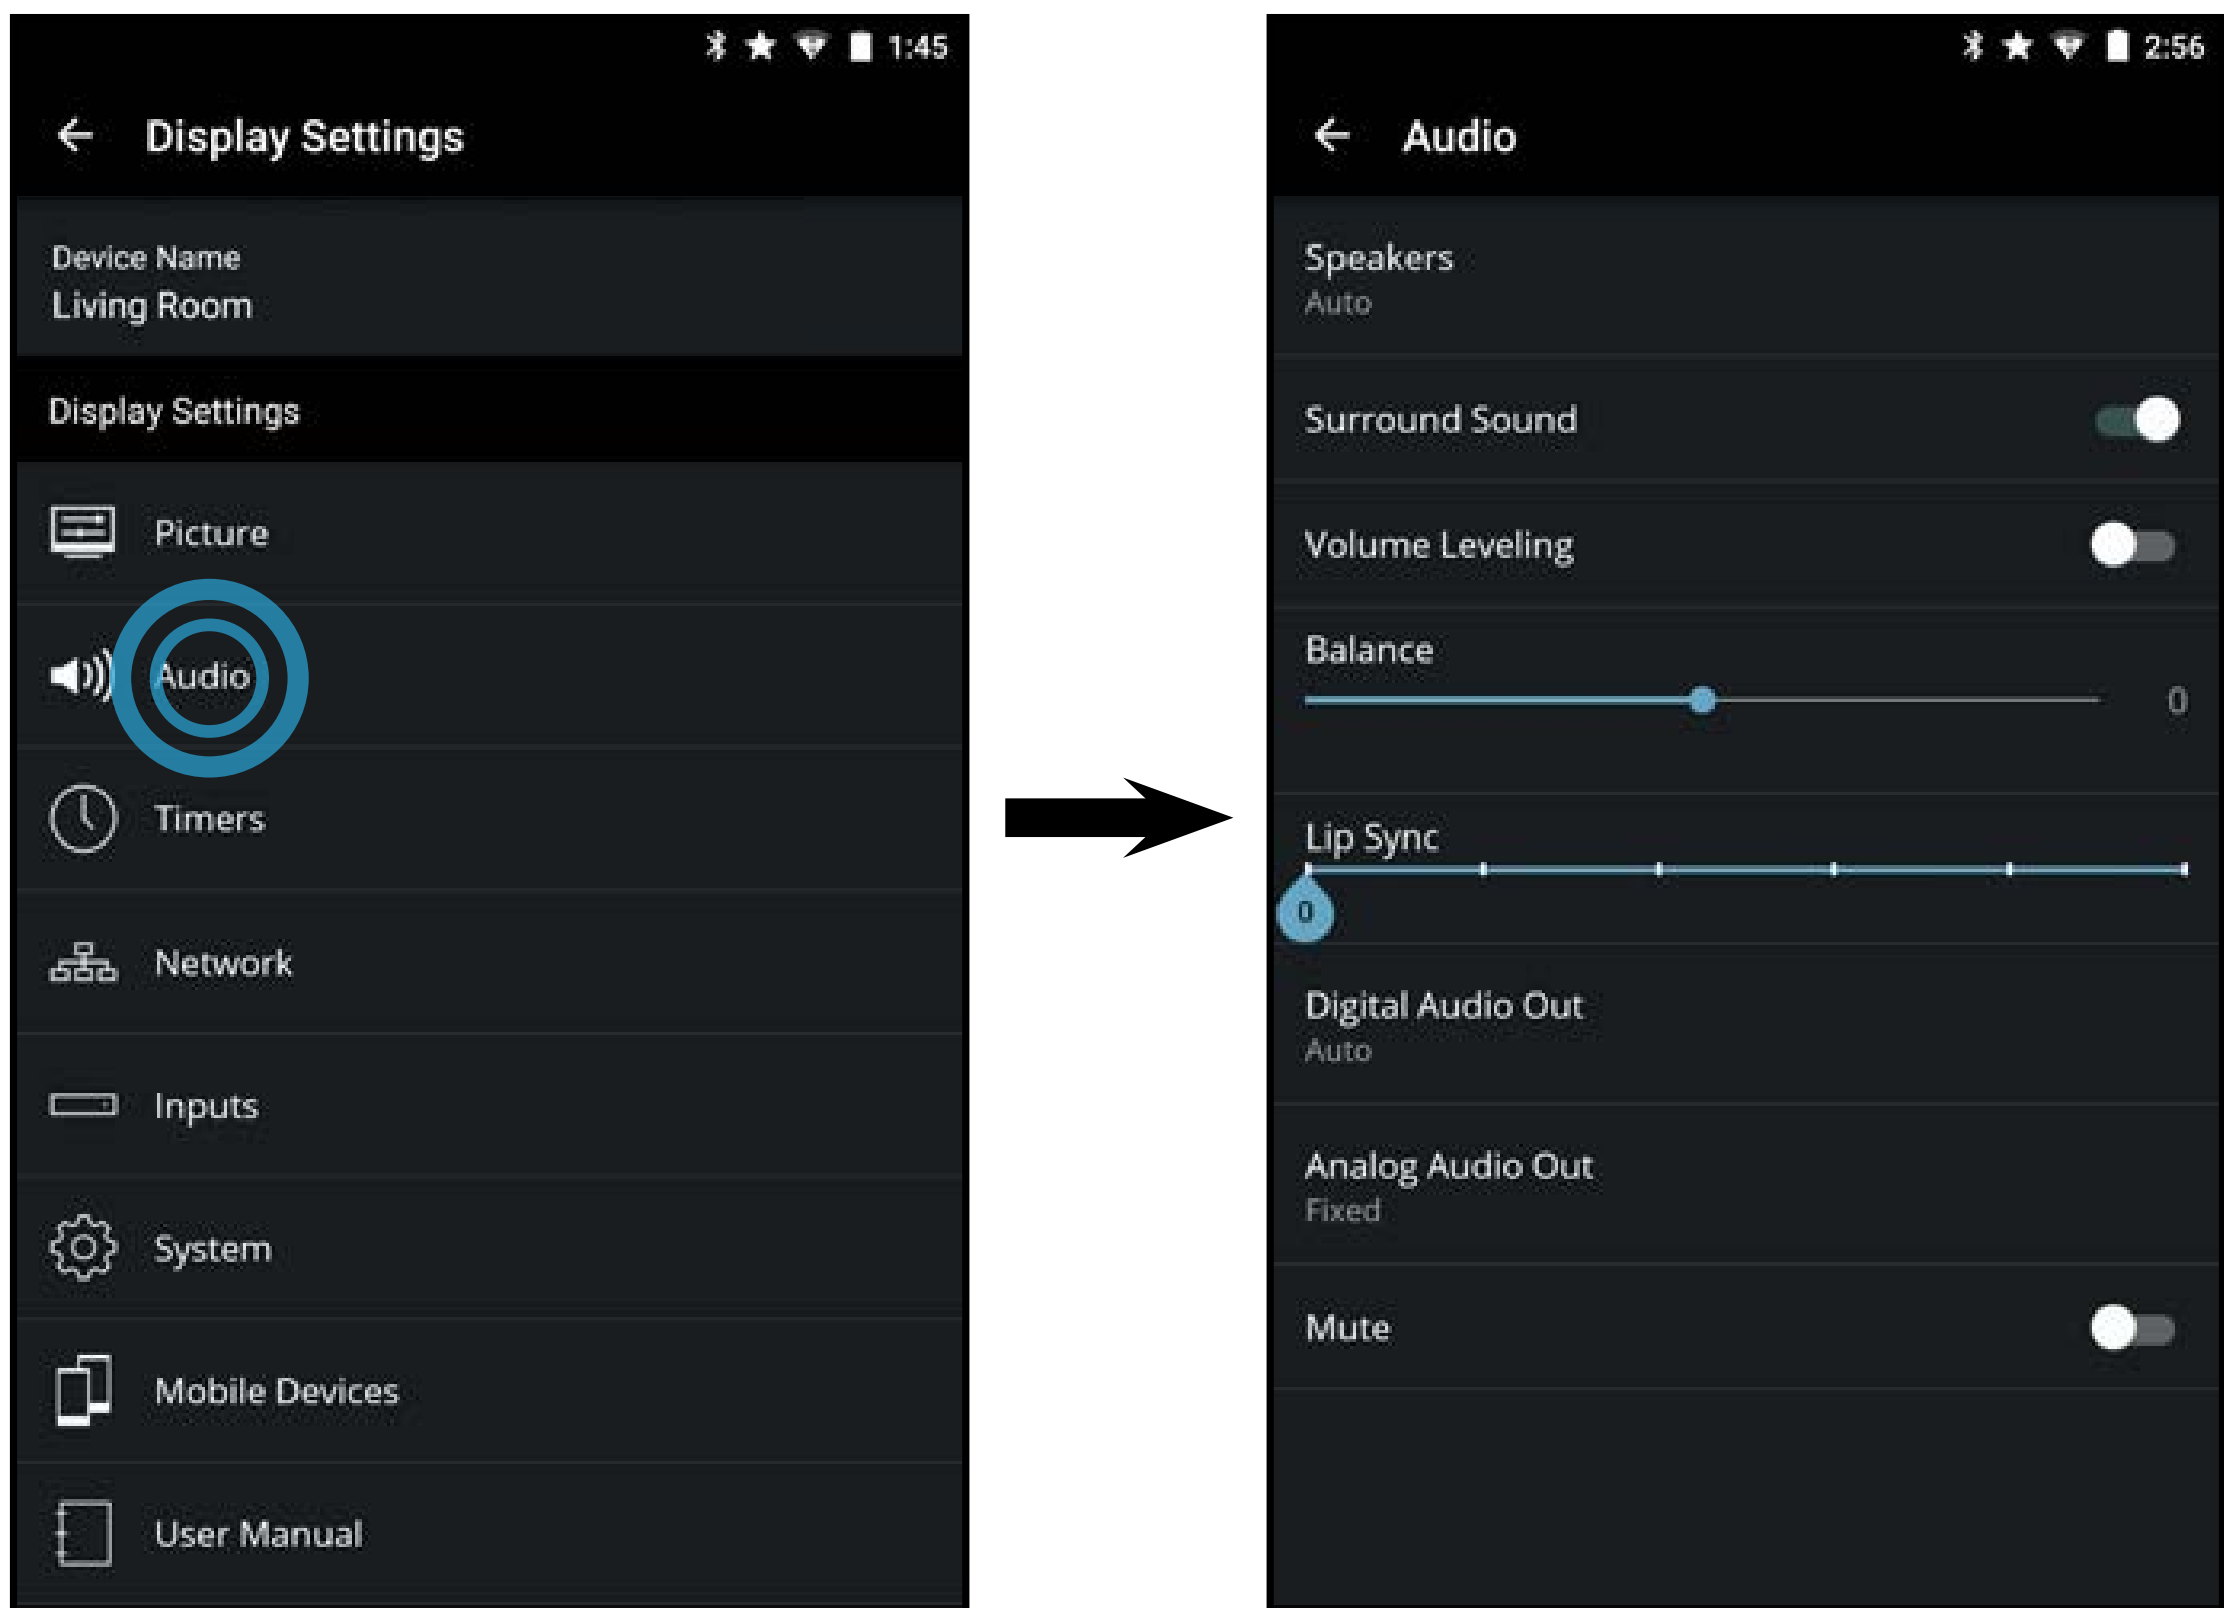 1:45
Display Settings
Device Name
Living Room
Display Settings
Picture
Audio
Timers
Network
Inputs
System
Mobile Devices
User Manual
2:56
Audio
Speakers
Auto
Surround Sound
Volume Leveling
Balance
0
Lip Sync
0
Digital Audio Out
Auto
Analog Audio Out
Fixed
Mute